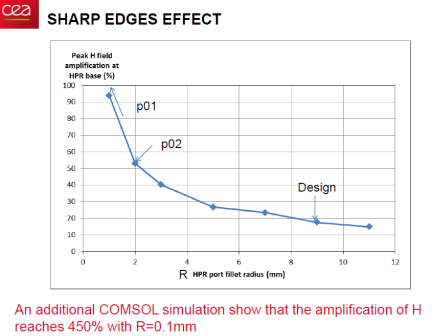 cea
SHARP EDGES EFFECT
Peak H field
amplification at
HPR base (%)
100
90
80
70
60
50
40
30
20
10
0
p01
p02
Design
0
2
4
6
8
10
12
R HPR port fillet radius (mm)
An additional COMSOL simulation show that the amplification of H
reaches 450% with R=0.1mm